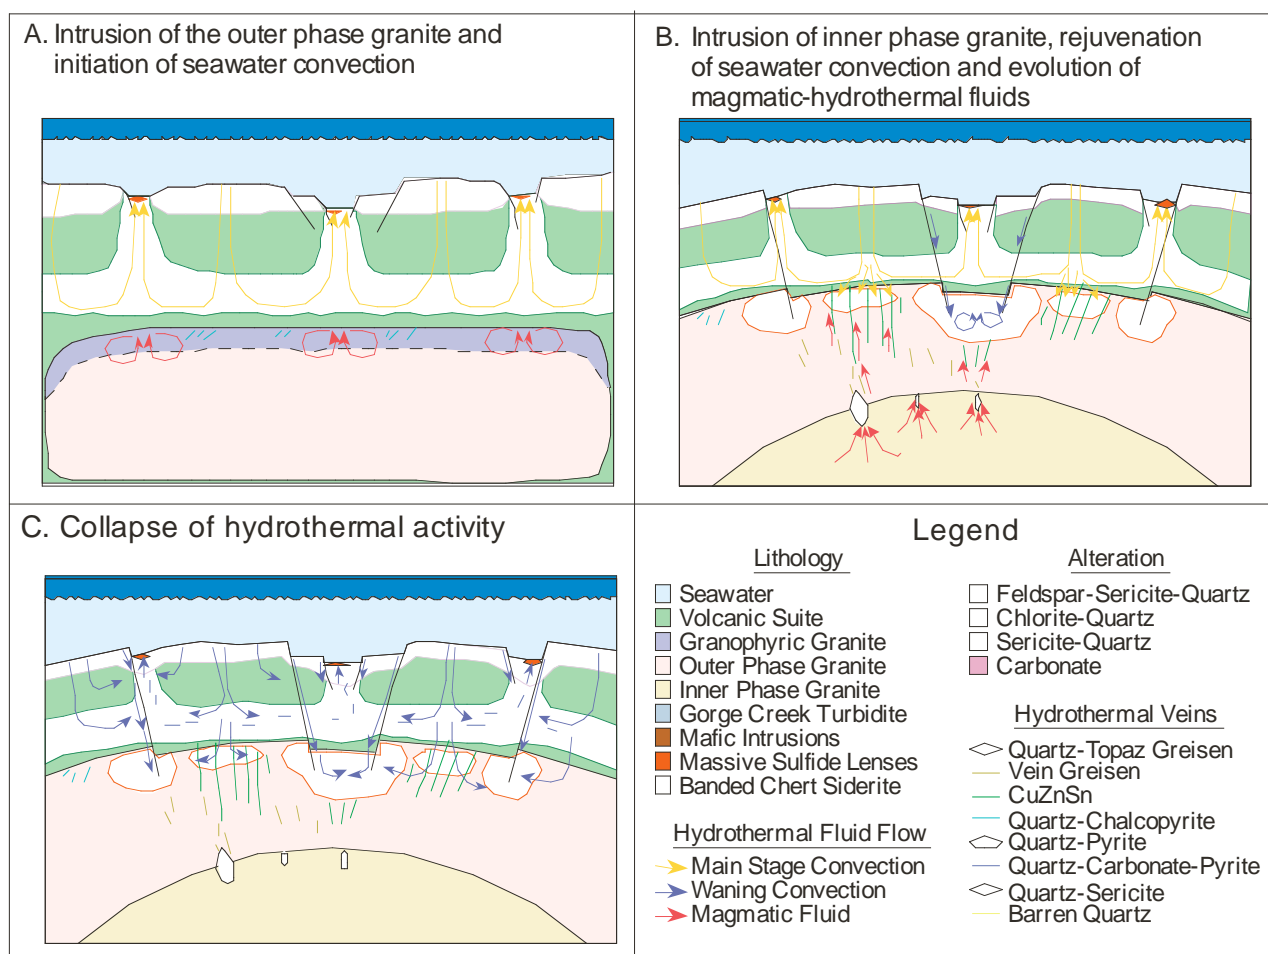 A. Intrusion of the outer phase granite and
initiation of seawater convection
B. Intrusion of inner phase granite, rejuvenation
of seawater convection and evolution of
magmatic-hydrothermal fluids
C. Collapse of hydrothermal activity
Legend
Lithology
Seawater
Volcanic Suite
Granophyric Granite
Outer Phase Granite
Inner Phase Granite
Gorge Creek Turbidite
Mafic Intrusions
Massive Sulfide Lenses
Banded Chert Siderite
Hydrothermal Fluid Flow
Main Stage Convection
Waning Convection
Magmatic Fluid
Alteration
Feldspar-Sericite-Quartz
Chlorite-Quartz
Sericite-Quartz
Carbonate
Hydrothermal Veins
Quartz-Topaz Greisen
Vein Greisen
CuZnSn
Quartz-Chalcopyrite
Quartz-Pyrite
Quartz-Carbonate-Pyrite
Quartz-Sericite
Barren Quartz